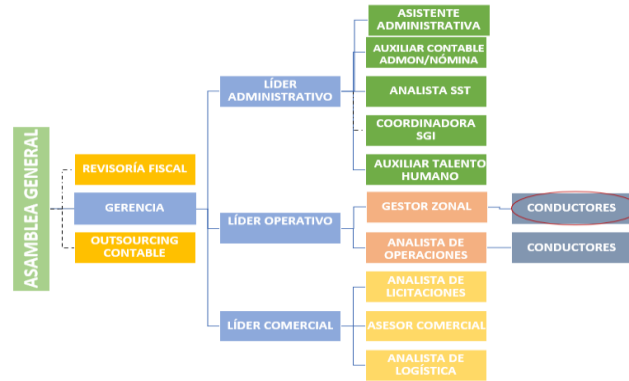 ASAMBLEA GENERAL
REVISORÍA FISCAL
GERENCIA
OUTSOURCING
CONTABLE
LÍDER
ADMINISTRATIVO
LÍDER OPERATIVO
LÍDER COMERCIAL
ASISTENTE
ADMINISTRATIVA
AUXILIAR CONTABLE
ADMON/NÓMINA
ANALISTA SST
COORDINADORA
SGI
AUXILIAR TALENTO
HUMANO
GESTOR ZONAL
ANALISTA DE
OPERACIONES
ANALISTA DE
LICITACIONES
ASESOR COMERCIAL
ANALISTA DE
LOGÍSTICA
CONDUCTORES
CONDUCTORES